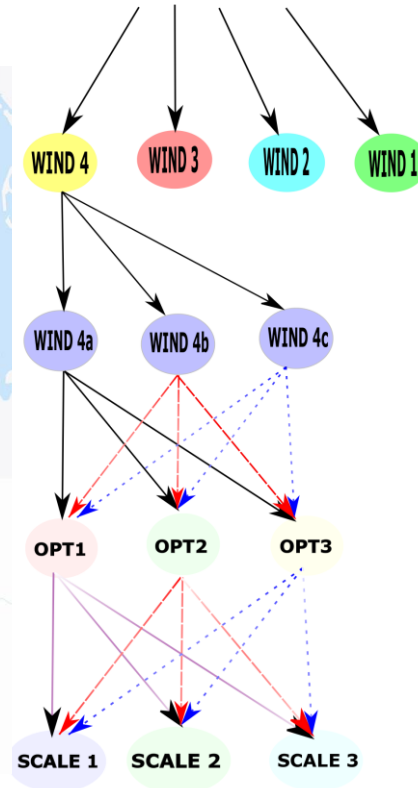 WIND 4
WIND 3
WIND 2
WIND 1
WIND 4a
WIND 4b
WIND 4c
OPT1
OPT2
OPT3
SCALE 1
SCALE 2
SCALE 3